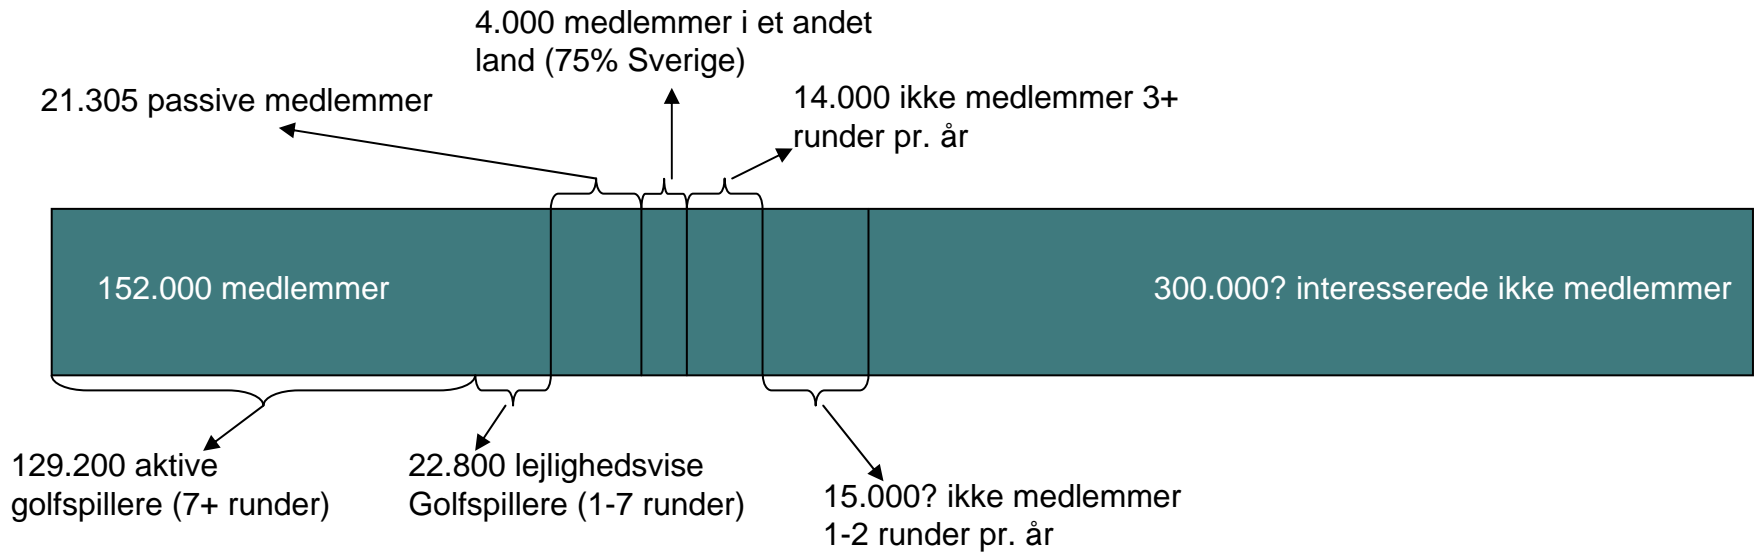 4.000 medlemmer i et andet
land (75% Sverige)
21.305 passive medlemmer
14.000 ikke medlemmer 3+
runder pr. år
152.000 medlemmer
300.000? interesserede ikke medlemmer
129.200 aktive
golfspillere (7+ runder)
22.800 lejlighedsvise
Golfspillere (1-7 runder)
15.000? ikke medlemmer
1-2 runder pr. år